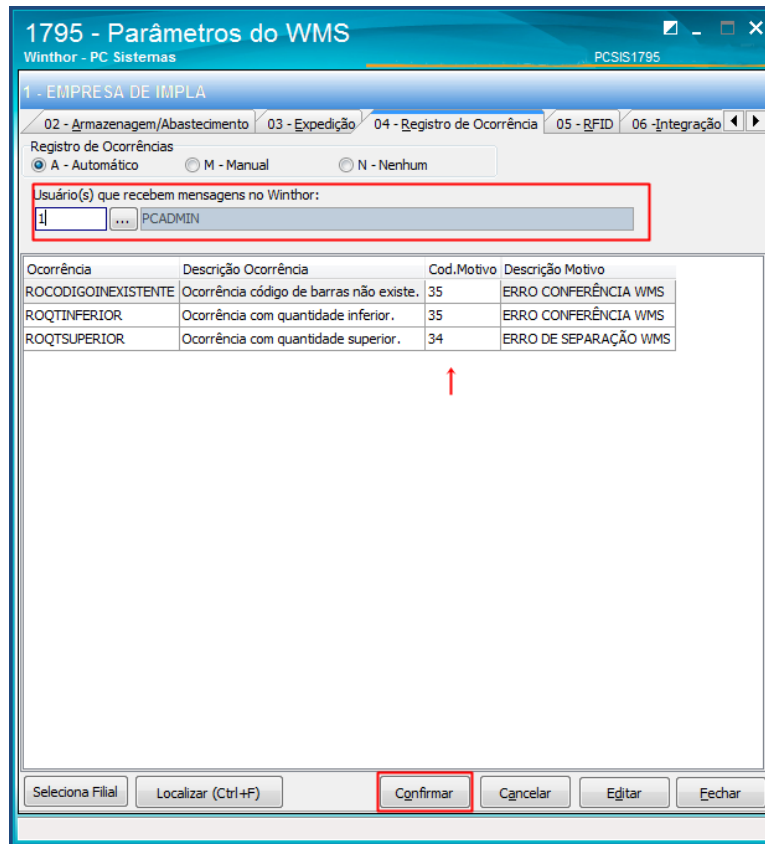 1795 - Parâmetros do WMS
Winthor - PC Sistemas PCSIS1795
1 - EMPRESA DE IMPLA
02 - Armazenagem/Abastecimento 03 - Expedição 04 - Registro de Ocorrência 05 - RFID 06 -Integração
Registro de Ocorrências
A - Automático M - Manual N - Nenhum
Usuário(s) que recebem mensagens no Winthor:
1 ... PCADMIN
Ocorrência Descrição Ocorrência Cod.Motivo Descrição Motivo
ROCODIGOINEXISTENTE Ocorrência código de barras não existe. 35 ERRO CONFERÊNCIA WMS
ROQTINFERIOR Ocorrência com quantidade inferior. 35 ERRO CONFERÊNCIA WMS
ROQTSUPERIOR Ocorrência com quantidade superior. 34 ERRO DE SEPARAÇÃO WMS
Seleciona Filial Localizar (Ctrl+F) Confirmar Cancelar Editar Fechar